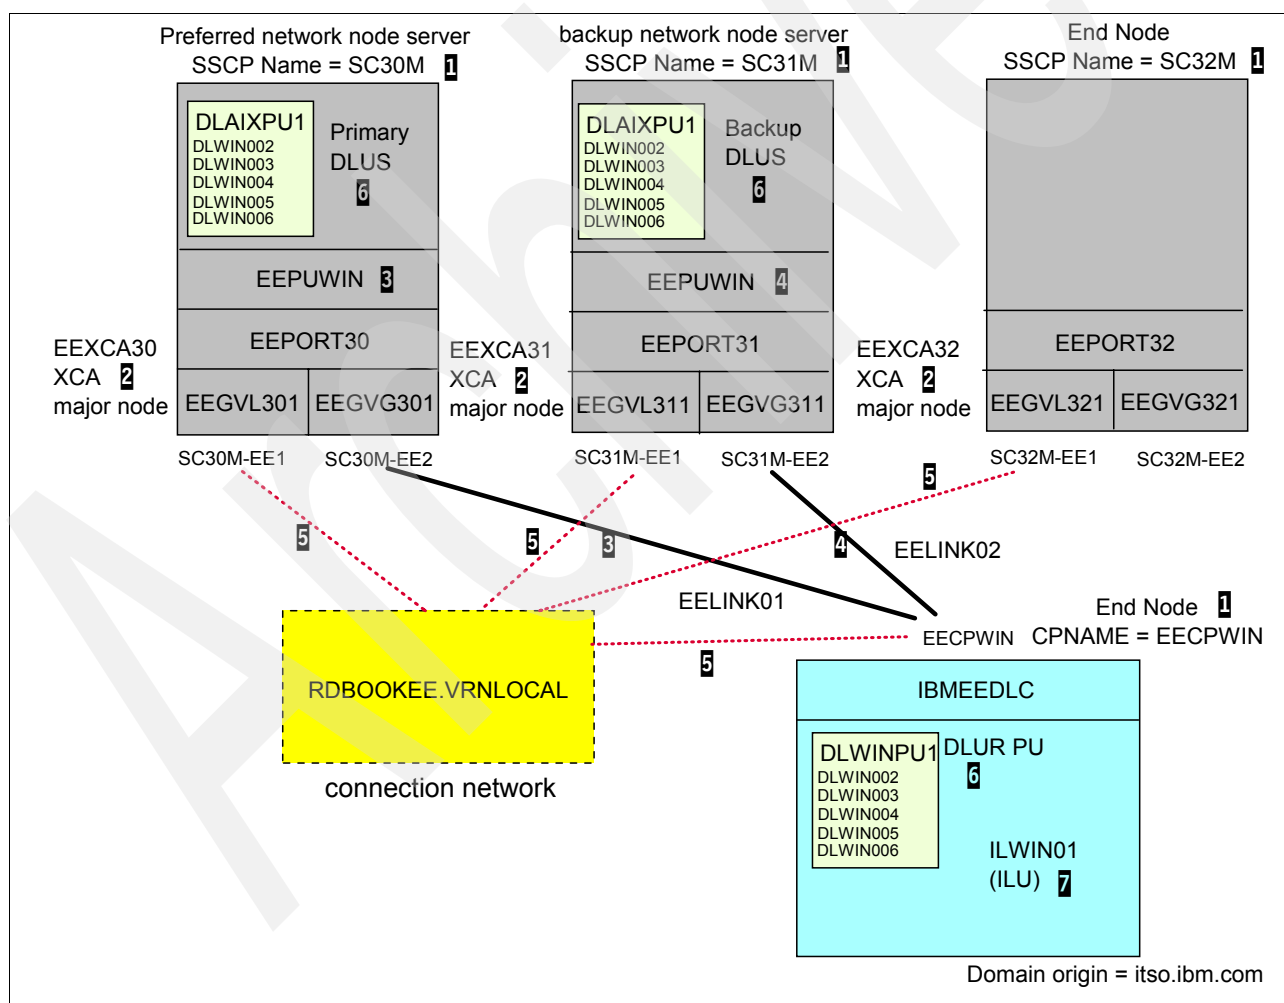 Preferred network node server
SSCP Name = SC30M 1
backup network node server
SSCP Name = SC31M 1
End Node
SSCP Name = SC32M 1
DLAIXPU1
DLWIN002
DLWIN003
DLWIN004
DLWIN005
DLWIN006
Primary
DLUS
6
DLAIXPU1
DLWIN002
DLWIN003
DLWIN004
DLWIN005
DLWIN006
Backup
DLUS
6
EEPUWIN 3
EEPUWIN 4
EEXCA30
XCA 2
major node
EEPORT30
EEGVL301
EEGVG301
EEXCA31
XCA 2
major node
EEPORT31
EEGVL311
EEGVG311
EEXCA32
XCA 2
major node
EEPORT32
EEGVL321
EEGVG321
SC30M-EE1
SC30M-EE2
SC31M-EE1
SC31M-EE2
SC32M-EE1
SC32M-EE2
5
5
5
3
4
EELINK02
EELINK01
5
End Node 1
EECPWIN
CPNAME = EECPWIN
RDBOOKEE.VRNLOCAL
connection network
IBMEEDLC
DLWINPU1
DLWIN002
DLWIN003
DLWIN004
DLWIN005
DLWIN006
DLUR PU
6
ILWIN01
(ILU) 7
Domain origin = itso.ibm.com
Archive